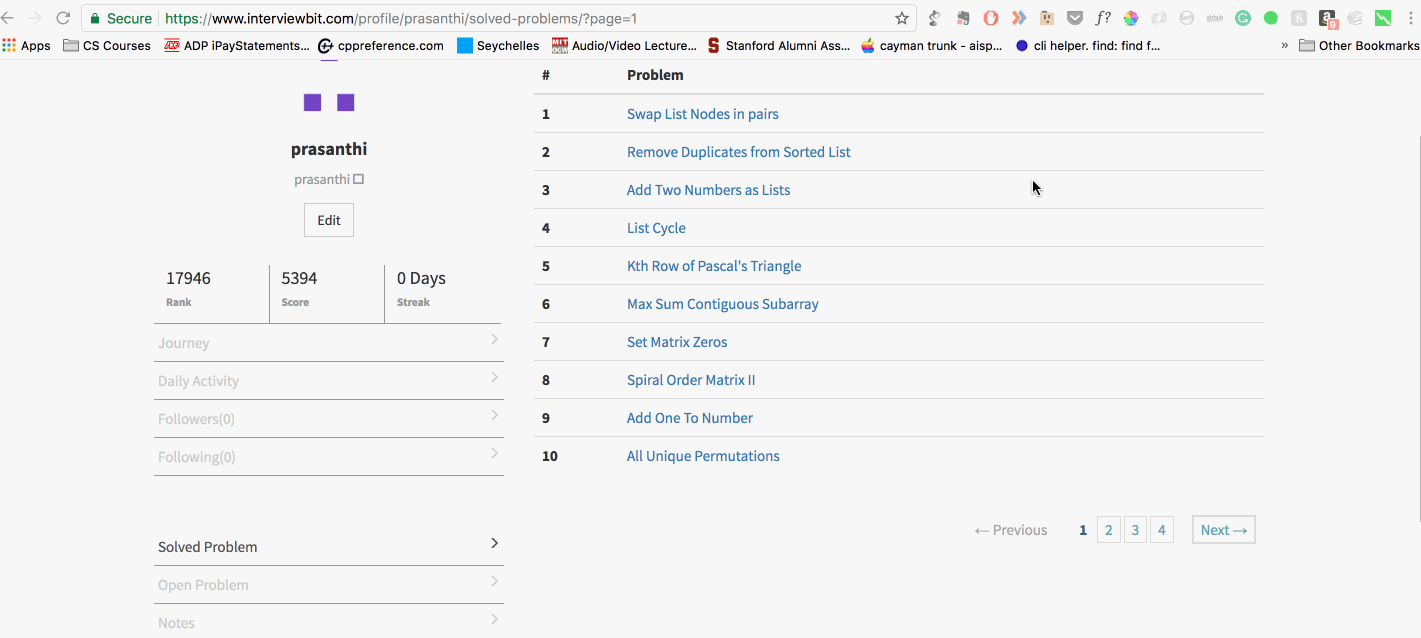 Secure https://www.interviewbit.com/profile/prasanthi/solved-problems/?page=1
Apps CS Courses ADP iPayStatements... cppreference.com Seychelles Audio/Video Lecture... Stanford Alumni Ass... cayman trunk - aisp... cli helper. find: find f... » Other Bookmarks
# Problem
1 Swap List Nodes in pairs
2 Remove Duplicates from Sorted List
3 Add Two Numbers as Lists
4 List Cycle
5 Kth Row of Pascal's Triangle
6 Max Sum Contiguous Subarray
7 Set Matrix Zeros
8 Spiral Order Matrix II
9 Add One To Number
10 All Unique Permutations
← Previous 1 2 3 4 Next →
prasanthi
prasanthi
Edit
17946 5394 0 Days
Rank Score Streak
Journey
Daily Activity
Followers(0)
Following(0)
Solved Problem
Open Problem
Notes